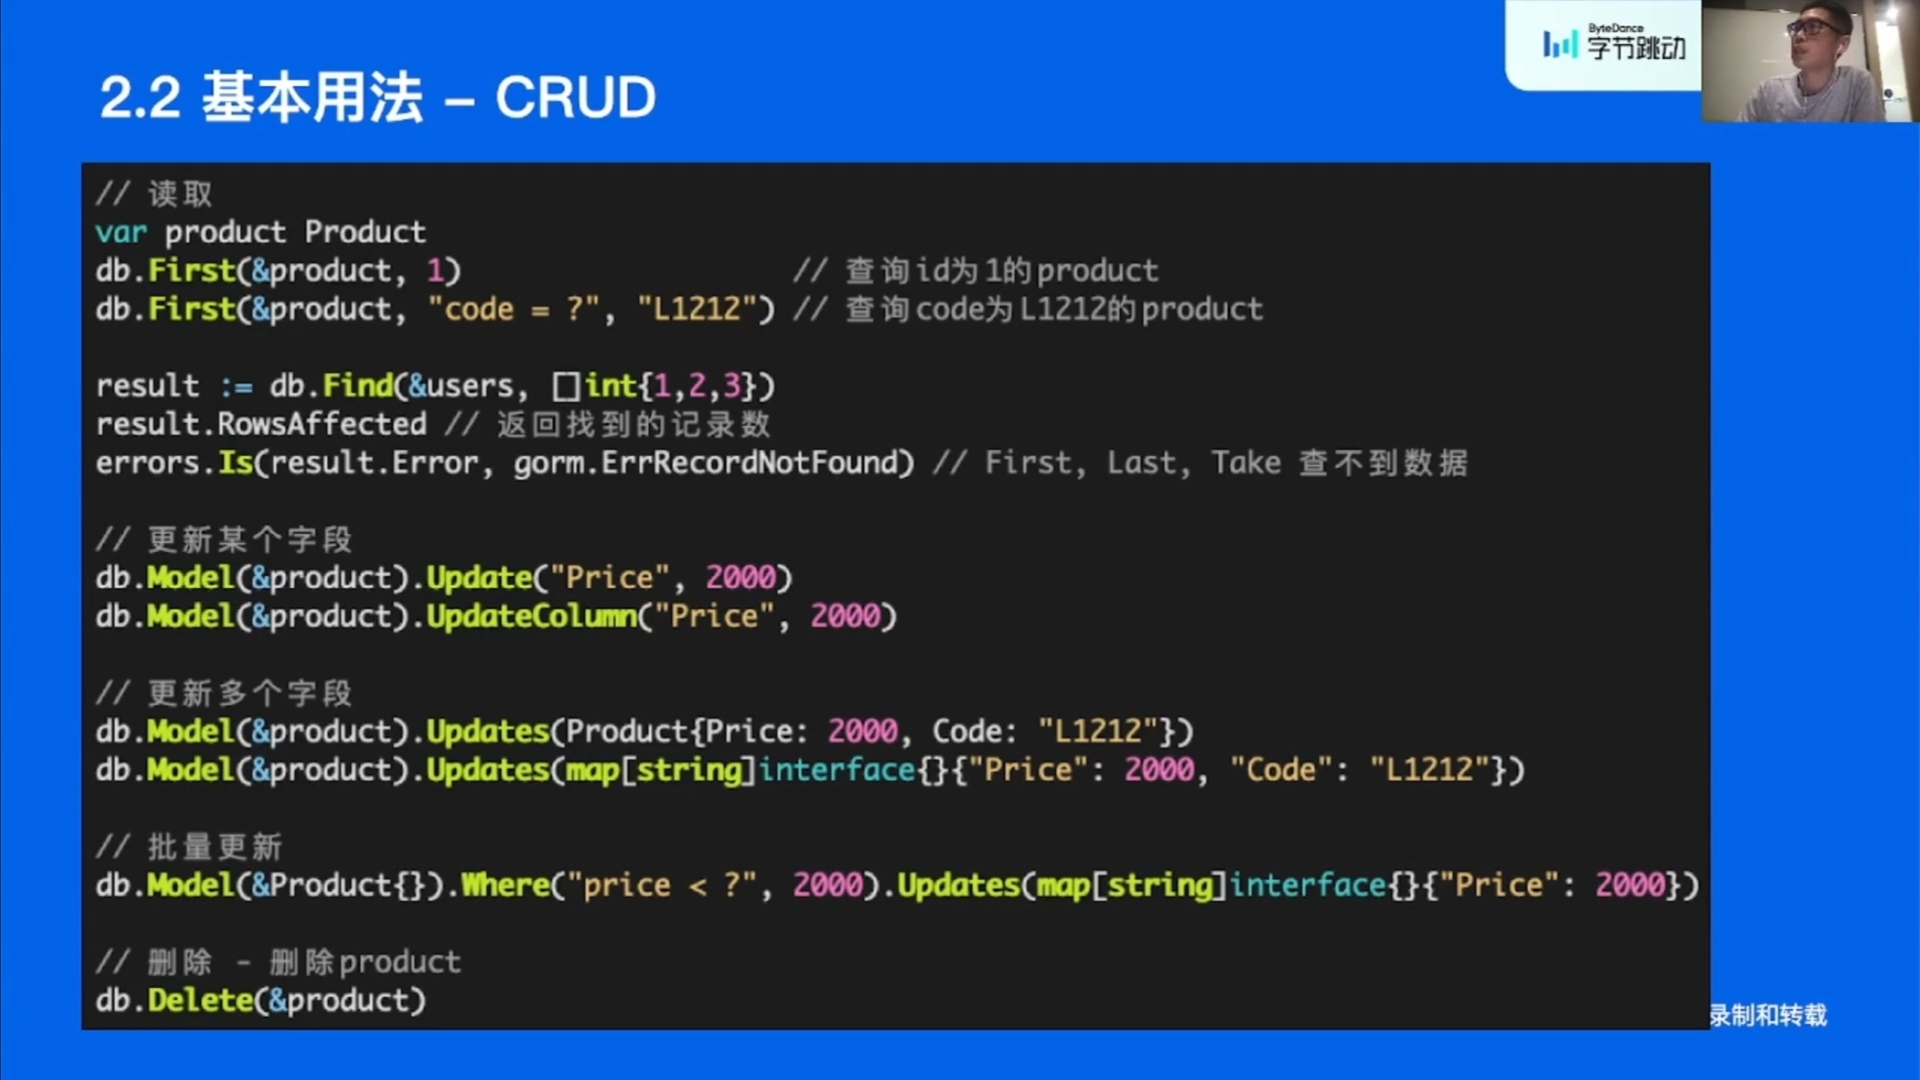 ByteDance
字节跳动
2.2 基本用法 – CRUD
// 读取
var product Product
db.First(&product, 1) // 查询id为1的product
db.First(&product, "code = ?", "L1212") // 查询code为L1212的product
result := db.Find(&users, []int{1,2,3})
result.RowsAffected // 返回找到的记录数
errors.Is(result.Error, gorm.ErrRecordNotFound) // First, Last, Take 查不到数据
// 更新某个字段
db.Model(&product).Update("Price", 2000)
db.Model(&product).UpdateColumn("Price", 2000)
// 更新多个字段
db.Model(&product).Updates(Product{Price: 2000, Code: "L1212"})
db.Model(&product).Updates(map[string]interface{}{"Price": 2000, "Code": "L1212"})
// 批量更新
db.Model(&Product{}).Where("price < ?", 2000).Updates(map[string]interface{}{"Price": 2000})
// 删除 - 删除product
db.Delete(&product)
录制和转载